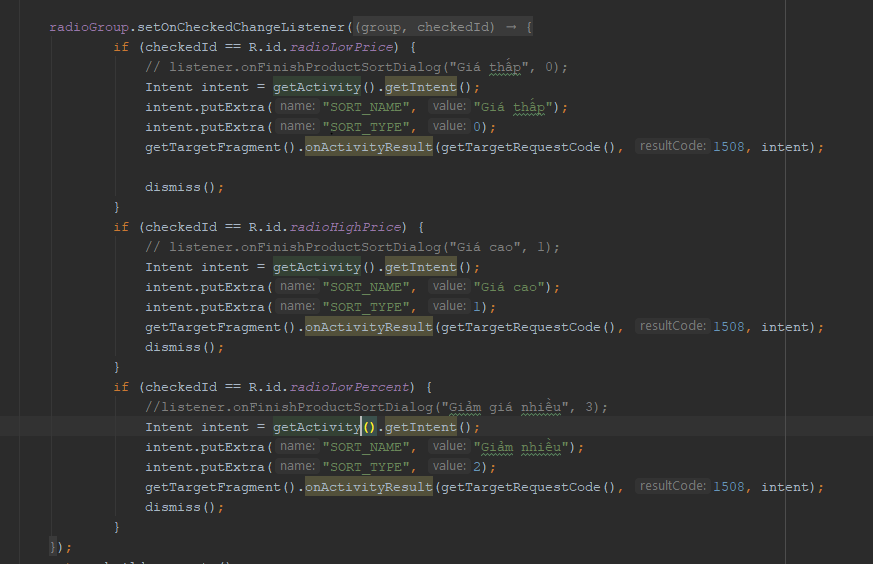 radioGroup.setOnCheckedChangeListener((group, checkedId) → {
if (checkedId == R.id.radioLowPrice) {
// listener.onFinishProductSortDialog("Giá thấp", 0);
Intent intent = getActivity().getIntent();
intent.putExtra( name: "SORT_NAME", value: "Giá thấp");
intent.putExtra( name: "SORT_TYPE", value: 0);
getTargetFragment().onActivityResult(getTargetRequestCode(), resultCode: 1508, intent);
dismiss();
}
if (checkedId == R.id.radioHighPrice) {
// listener.onFinishProductSortDialog("Giá cao", 1);
Intent intent = getActivity().getIntent();
intent.putExtra( name: "SORT_NAME", value: "Giá cao");
intent.putExtra( name: "SORT_TYPE", value: 1);
getTargetFragment().onActivityResult(getTargetRequestCode(), resultCode: 1508, intent);
dismiss();
}
if (checkedId == R.id.radioLowPercent) {
//listener.onFinishProductSortDialog("Giảm giá nhiều", 3);
Intent intent = getActivity().getIntent();
intent.putExtra( name: "SORT_NAME", value: "Giảm nhiều");
intent.putExtra( name: "SORT_TYPE", value: 2);
getTargetFragment().onActivityResult(getTargetRequestCode(), resultCode: 1508, intent);
dismiss();
}
});